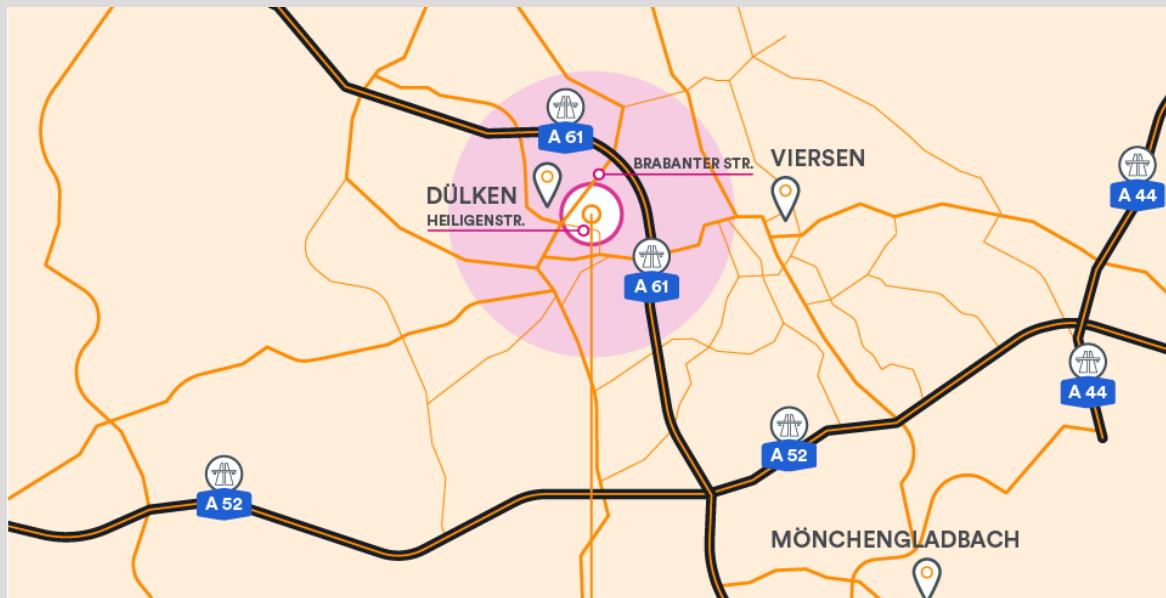 A 61
BRABANTER STR.
VIERSEN
A 44
DÜLKEN
HEILIGENSTR.
A 61
A 44
A 52
A 52
MÖNCHENGLADBACH